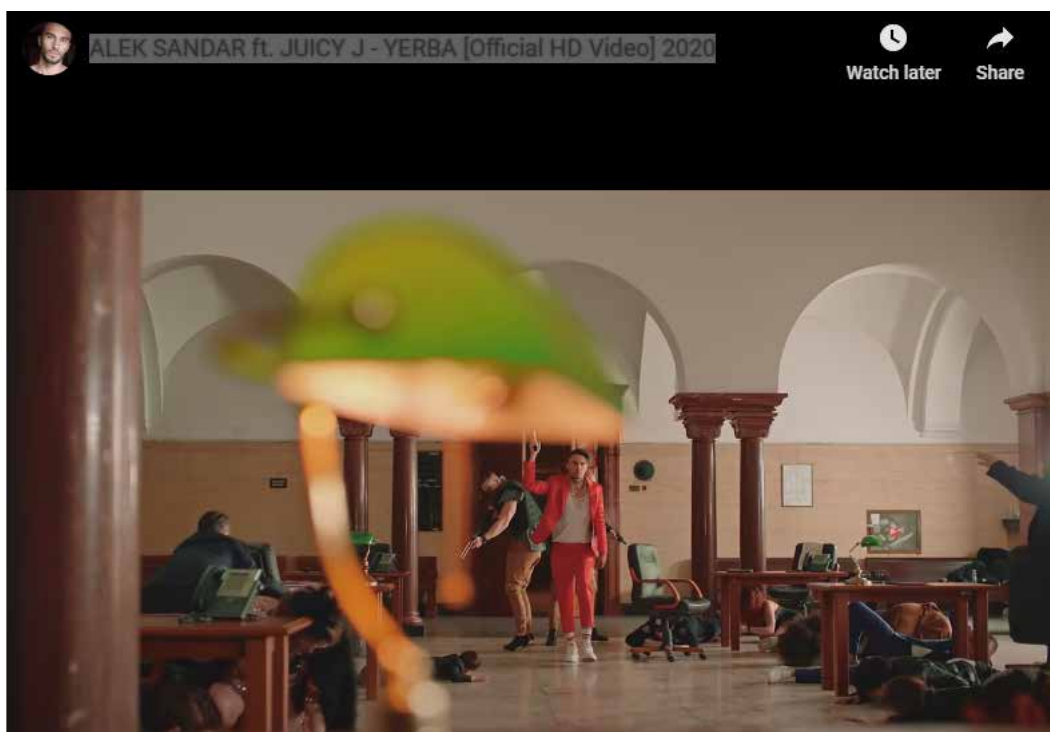 ALEK SANDAR ft. JUICY J - YERBA [Official HD Video] 2020
Watch later
Share